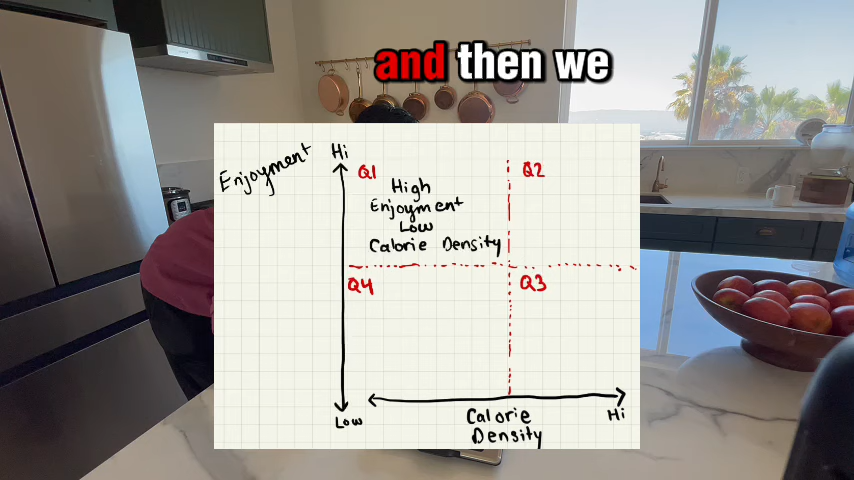 and then we
Hi
Enjoyment
Q1
Q2
High
Enjoyment
Low
Calorie Density
Q4
Q3
Low
Calorie
Density
Hi